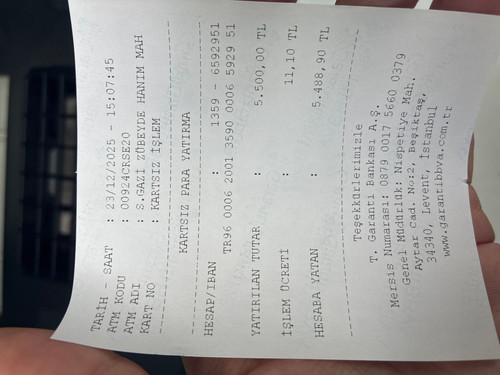 TARİH - SAAT : 23/12/2025 - 15:07:45
ATM KODU : 00924CRSE20
ATM ADI : S.GAZİ ZÜBEYDE HANIM MAH
KART NO : KARTSIZ İŞLEM
KARTSIZ PARA YATIRMA
HESAP/IBAN : 1359 - 6592951
TR96 0006 2001 3590 0006 5929 51
YATIRILAN TUTAR : 5.500,00 TL
İŞLEM ÜCRETİ : 11,10 TL
HESABA YATAN : 5.488,90 TL
Teşekkürlerimizle
T. Garanti Bankası A.Ş.
Mersis Numarası: 0879 0017 5660 0379
Genel Müdürlük: Nispetiye Mah.
Aytar Cad. No:2, Beşiktaş,
34340, Levent, İstanbul
www.garantibbva.com.tr